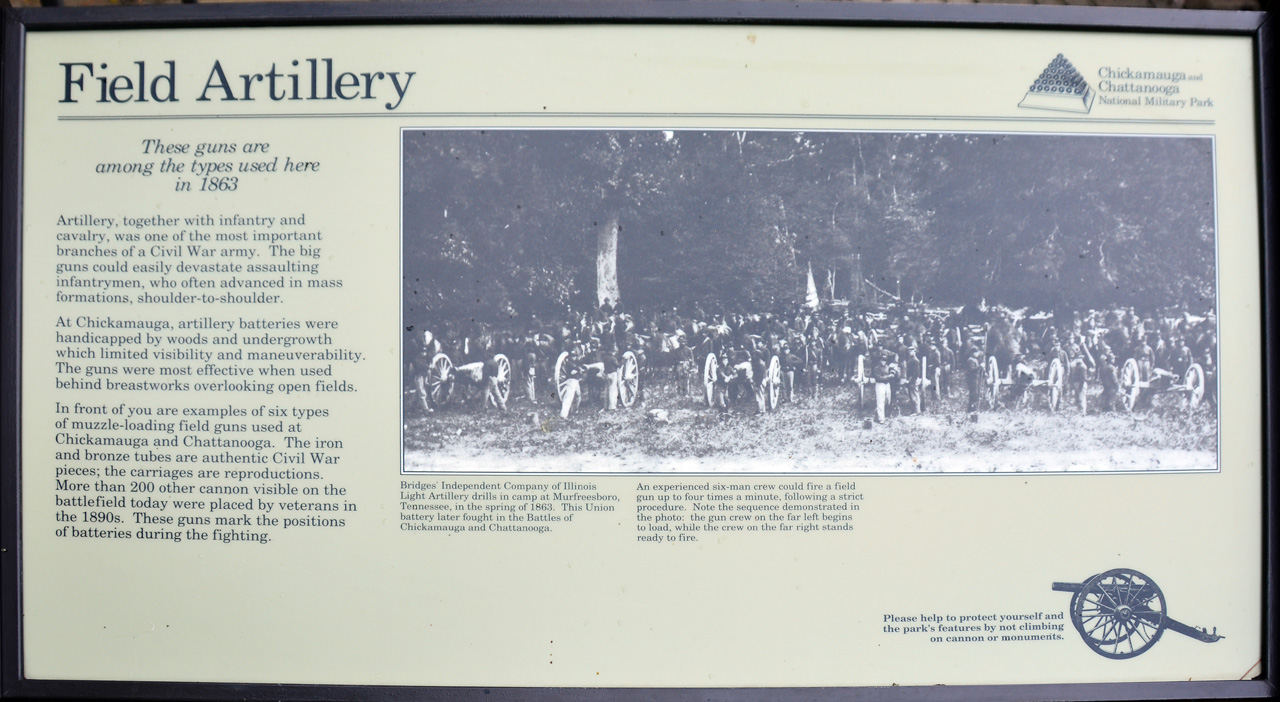 Field Artillery
Chickamauga and
Chattanooga
National Military Park
These guns are
among the types used here
in 1863
Artillery, together with infantry and
cavalry, was one of the most important
branches of a Civil War army. The big
guns could easily devastate assaulting
infantrymen, who often advanced in mass
formations, shoulder-to-shoulder.
At Chickamauga, artillery batteries were
handicapped by woods and undergrowth
which limited visibility and maneuverability.
The guns were most effective when used
behind breastworks overlooking open fields.
In front of you are examples of six types
of muzzle-loading field guns used at
Chickamauga and Chattanooga. The iron
and bronze tubes are authentic Civil War
pieces; the carriages are reproductions.
More than 200 other cannon visible on the
battlefield today were placed by veterans in
the 1890s. These guns mark the positions
of batteries during the fighting.
Bridges' Independent Company of Illinois
Light Artillery drills in camp at Murfreesboro,
Tennessee, in the spring of 1863. This Union
battery later fought in the Battles of
Chickamauga and Chattanooga.
An experienced six-man crew could fire a field
gun up to four times a minute, following a strict
procedure. Note the sequence demonstrated in
the photo: the gun crew on the far left begins
to load, while the crew on the far right stands
ready to fire.
Please help to protect yourself and
the park's features by not climbing
on cannon or monuments.